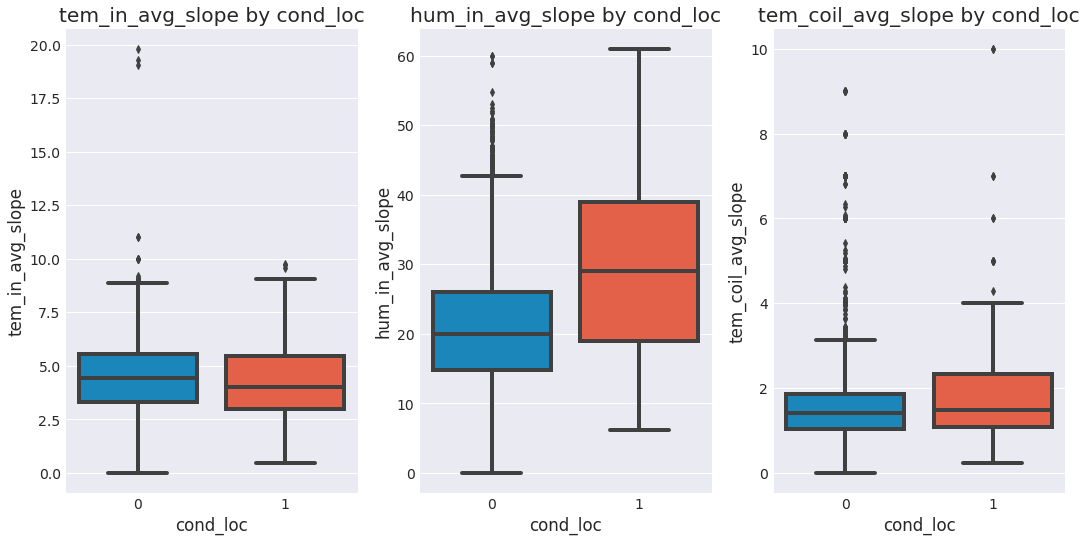 tem_in_avg_slope by cond_loc
20.0
17.5
15.0
12.5
10.0
7.5
5.0
2.5
0.0
tem_in_avg_slope
0 1
cond_loc
hum_in_avg_slope by cond_loc
60
50
40
30
20
10
0
hum_in_avg_slope
0 1
cond_loc
tem_coil_avg_slope by cond_loc
10
8
6
4
2
0
tem_coil_avg_slope
0 1
cond_loc